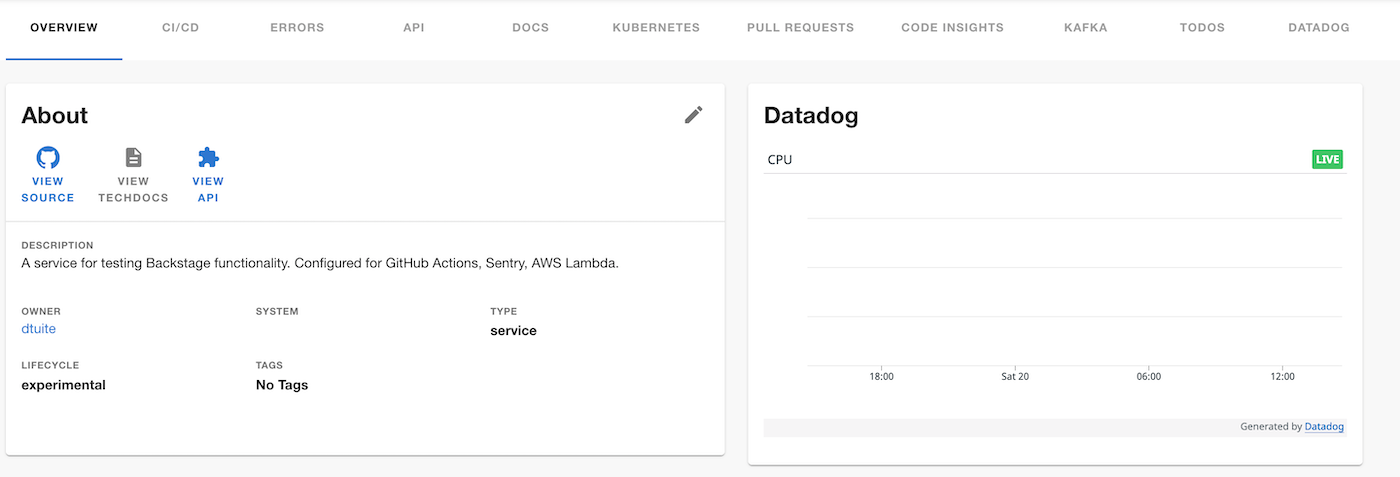 OVERVIEW CI/CD ERRORS API DOCS KUBERNETES PULL REQUESTS CODE INSIGHTS KAFKA TODOS DATADOG
About
VIEW SOURCE
VIEW TECHDOCS
VIEW API
DESCRIPTION
A service for testing Backstage functionality. Configured for GitHub Actions, Sentry, AWS Lambda.
OWNER SYSTEM TYPE
dtuite service
LIFECYCLE TAGS
experimental No Tags
Datadog
CPU LIVE
18:00 Sat 20 06:00 12:00
Generated by Datadog